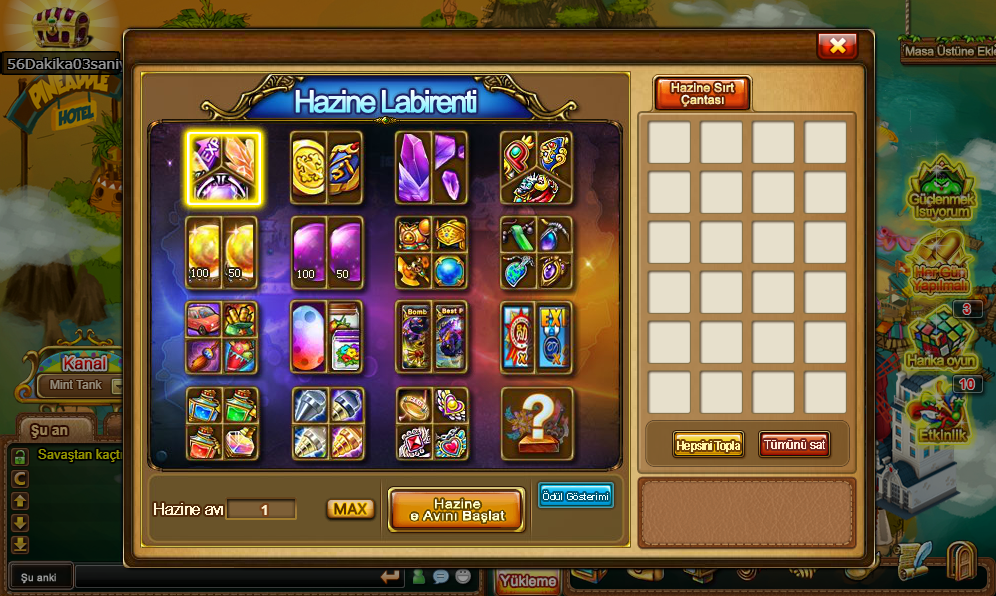 56Dakika03saniy
Masa Üstüne Ekle
PINEAPPLE
HOTEL
Hazine Labirenti
Hazine Sırt
Çantası
EXP
100 50
100 50
Bomb
Best F
EXI
?
Güçlenmek
İstiyorum
Her Gün
Yapılmalı
3
Harika oyun
10
Etkinlik
Kanal
Mint Tank
Şu an
Savaştan kaçtı
C
Hepsini Topla
Tümünü sat
Hazine avı 1 MAX
Hazine
e Avını Başlat
Ödül Gösterimi
Şu anki
Yükleme